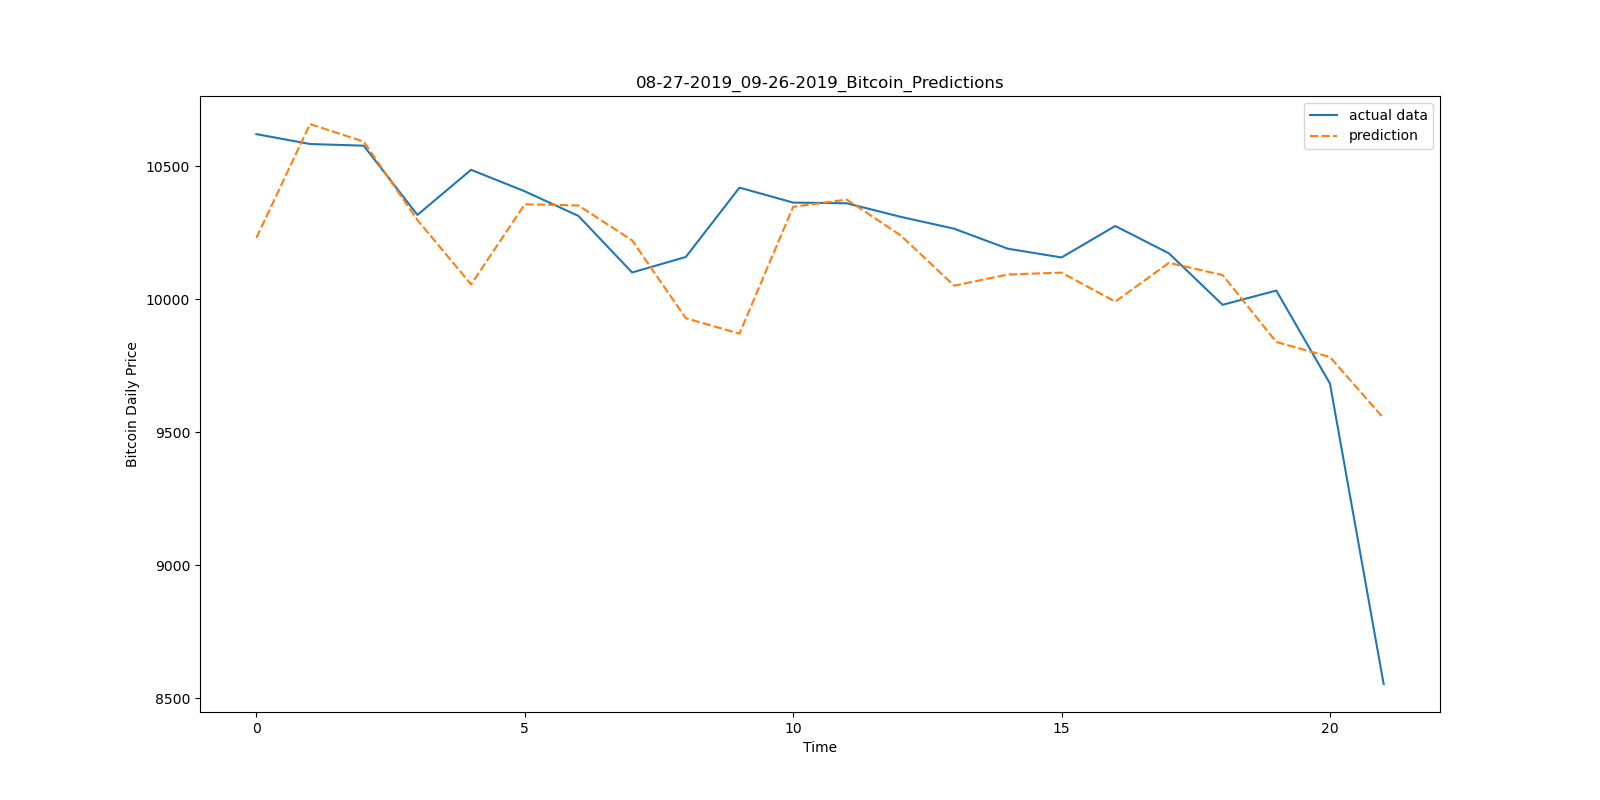 08-27-2019_09-26-2019_Bitcoin_Predictions
actual data
prediction
10500
10000
9500
9000
8500
Bitcoin Daily Price
0 5 10 15 20
Time